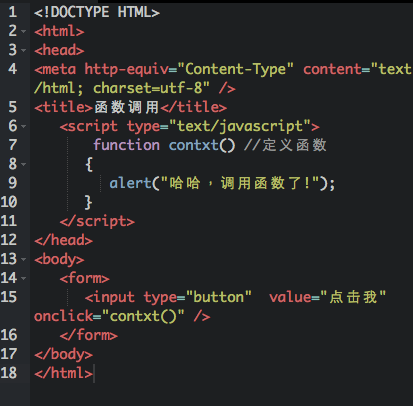 1 <!DOCTYPE HTML>
2 <html>
3 <head>
4 <meta http-equiv="Content-Type" content="text
/html; charset=utf-8" />
5 <title>函数调用</title>
6 <script type="text/javascript">
7 function contxt() //定义函数
8 {
9 alert("哈哈，调用函数了!");
10 }
11 </script>
12 </head>
13 <body>
14 <form>
15 <input type="button"  value="点击我"
onclick="contxt()" />
16 </form>
17 </body>
18 </html>